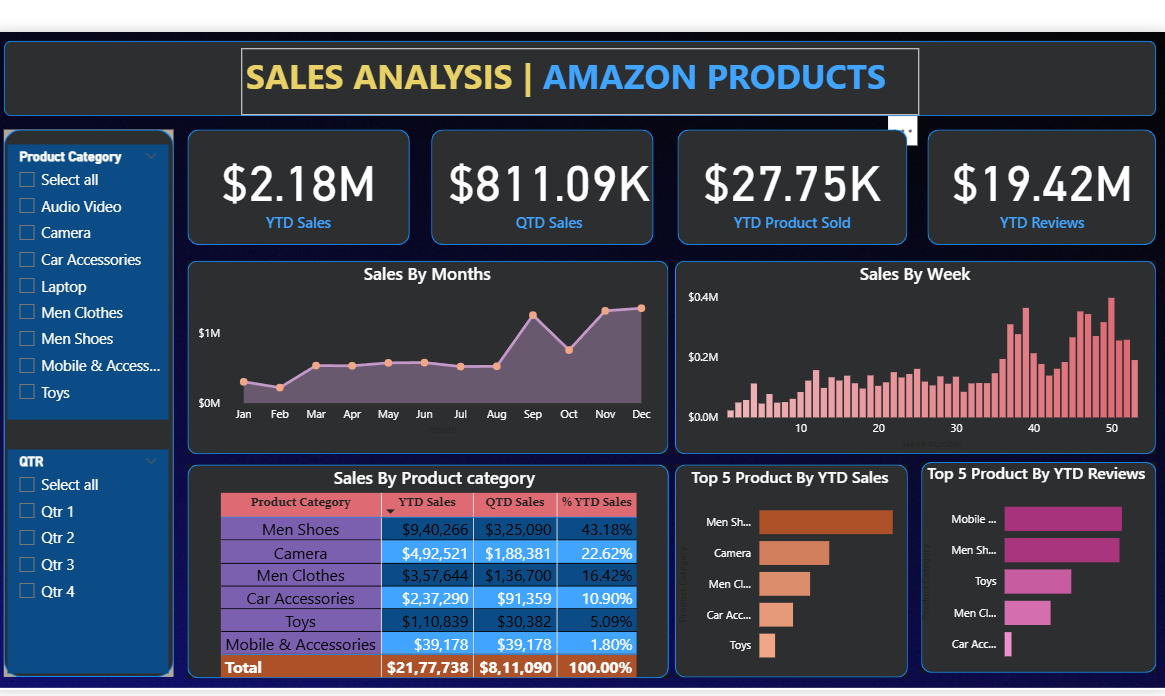 SALES ANALYSIS | AMAZON PRODUCTS
Product Category
Select all
Audio Video
Camera
Car Accessories
Laptop
Men Clothes
Men Shoes
Mobile & Access...
Toys
QTR
Select all
Qtr 1
Qtr 2
Qtr 3
Qtr 4
$2.18M
YTD Sales
$811.09K
QTD Sales
$27.75K
YTD Product Sold
$19.42M
YTD Reviews
Sales By Months
$1M
$0M
Jan Feb Mar Apr May Jun Jul Aug Sep Oct Nov Dec
Month
Sales By Week
$0.4M
$0.2M
$0.0M
10 20 30 40 50
Week number
Sales By Product category
Product Category YTD Sales QTD Sales % YTD Sales
Men Shoes $9,40,266 $3,25,090 43.18%
Camera $4,92,521 $1,88,381 22.62%
Men Clothes $3,57,644 $1,36,700 16.42%
Car Accessories $2,37,290 $91,359 10.90%
Toys $1,10,839 $30,382 5.09%
Mobile & Accessories $39,178 $39,178 1.80%
Total $21,77,738 $8,11,090 100.00%
Top 5 Product By YTD Sales
Product Category
Men Sh...
Camera
Men Cl...
Car Acc...
Toys
Top 5 Product By YTD Reviews
Product Category
Mobile ...
Men Sh...
Toys
Men Cl...
Car Acc...